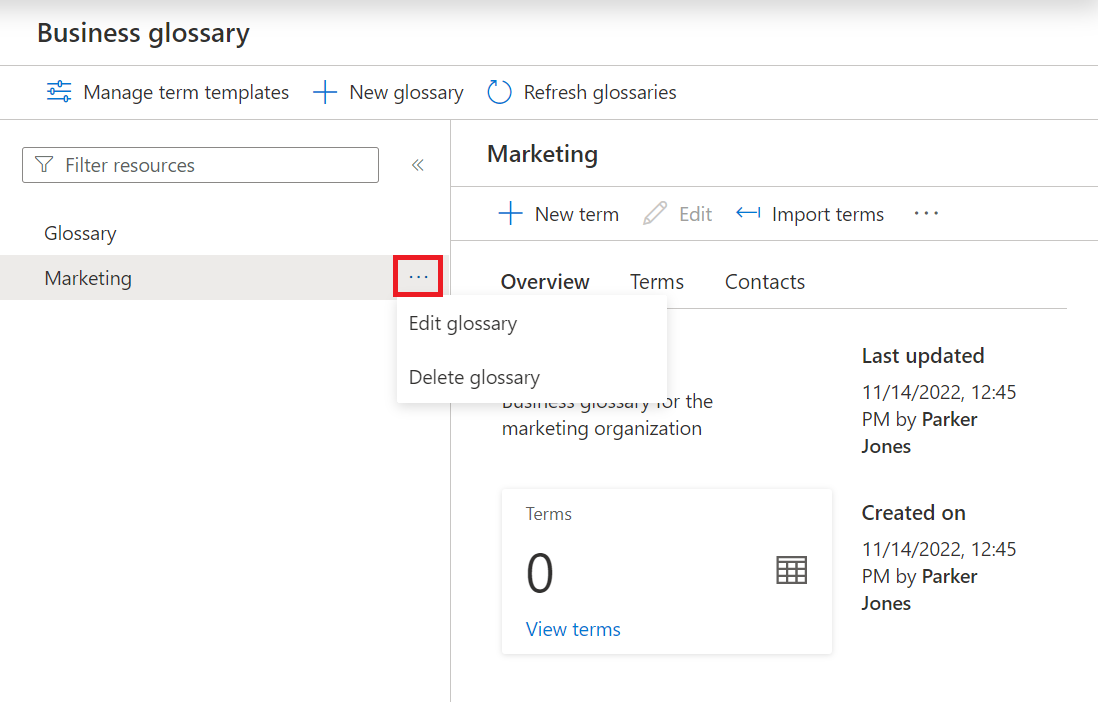 Business glossary
Manage term templates
New glossary
Refresh glossaries
Filter resources
Glossary
Marketing
Edit glossary
Delete glossary
Marketing
New term
Edit
Import terms
Overview
Terms
Contacts
Business glossary for the
marketing organization
Last updated
11/14/2022, 12:45
PM by Parker
Jones
Terms
0
View terms
Created on
11/14/2022, 12:45
PM by Parker
Jones